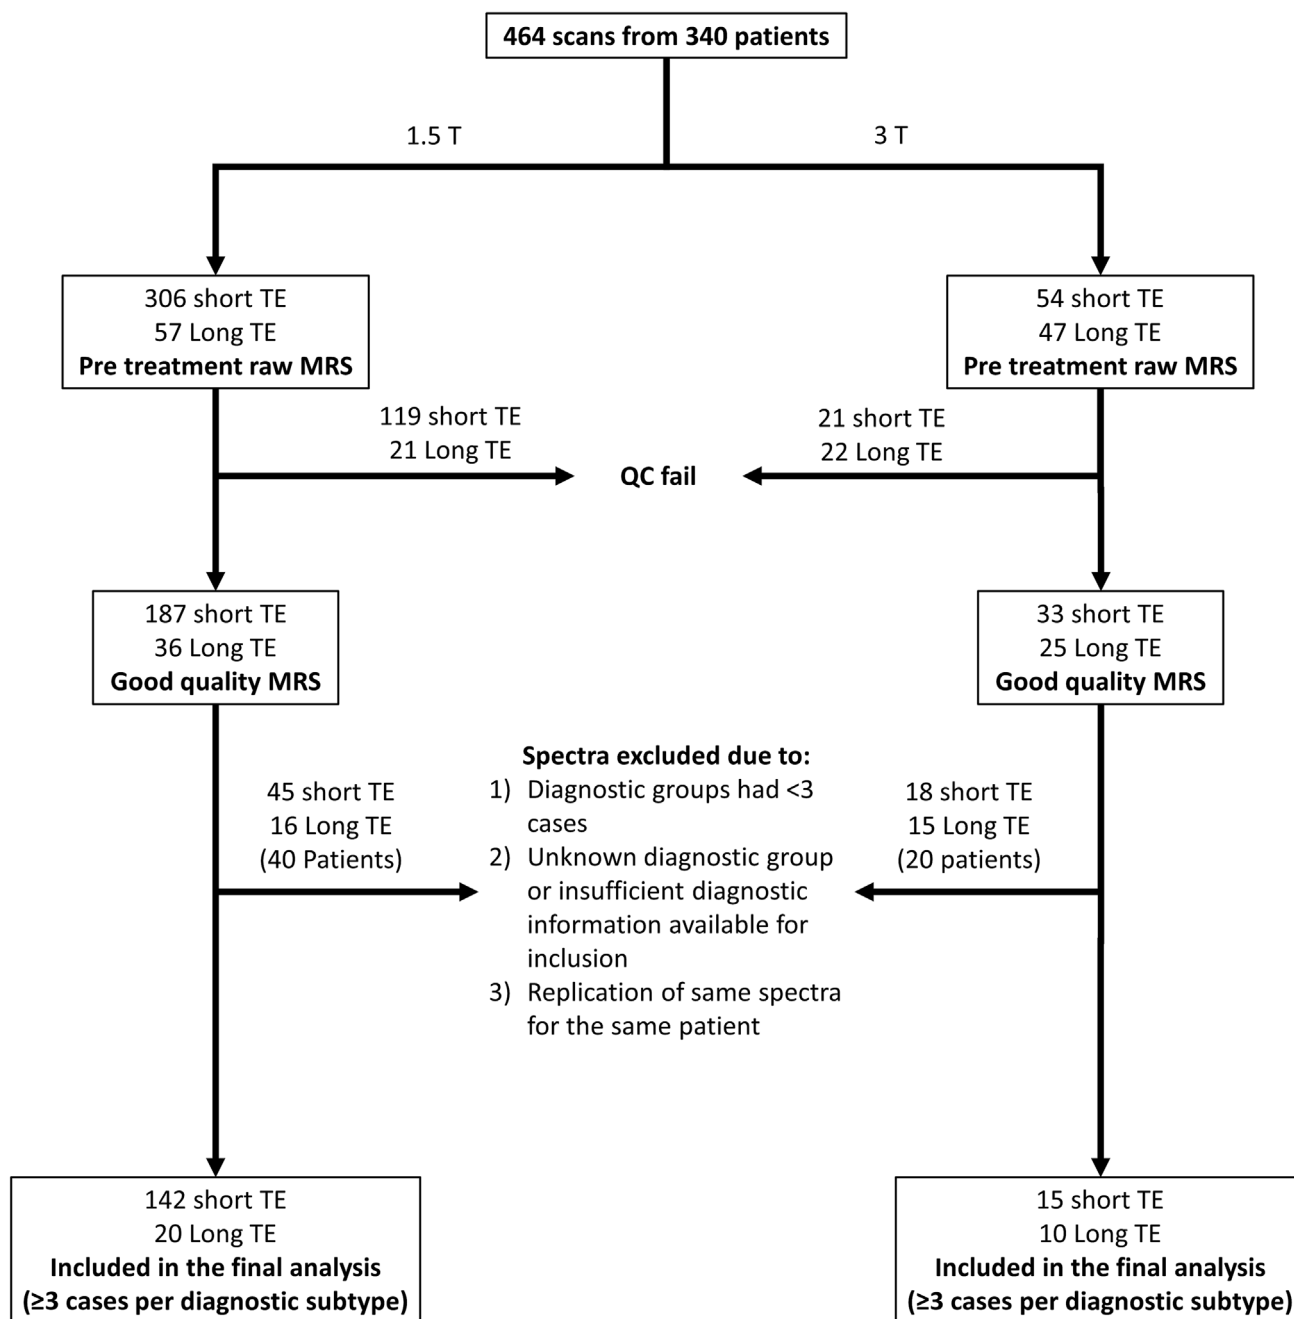 464 scans from 340 patients
1.5 T
3 T
306 short TE
57 Long TE
Pre treatment raw MRS
54 short TE
47 Long TE
Pre treatment raw MRS
119 short TE
21 Long TE
21 short TE
22 Long TE
QC fail
187 short TE
36 Long TE
Good quality MRS
33 short TE
25 Long TE
Good quality MRS
45 short TE
16 Long TE
(40 Patients)
Spectra excluded due to:
1) Diagnostic groups had <3
cases
2) Unknown diagnostic group
or insufficient diagnostic
information available for
inclusion
3) Replication of same spectra
for the same patient
18 short TE
15 Long TE
(20 patients)
142 short TE
20 Long TE
Included in the final analysis
(≥3 cases per diagnostic subtype)
15 short TE
10 Long TE
Included in the final analysis
(≥3 cases per diagnostic subtype)